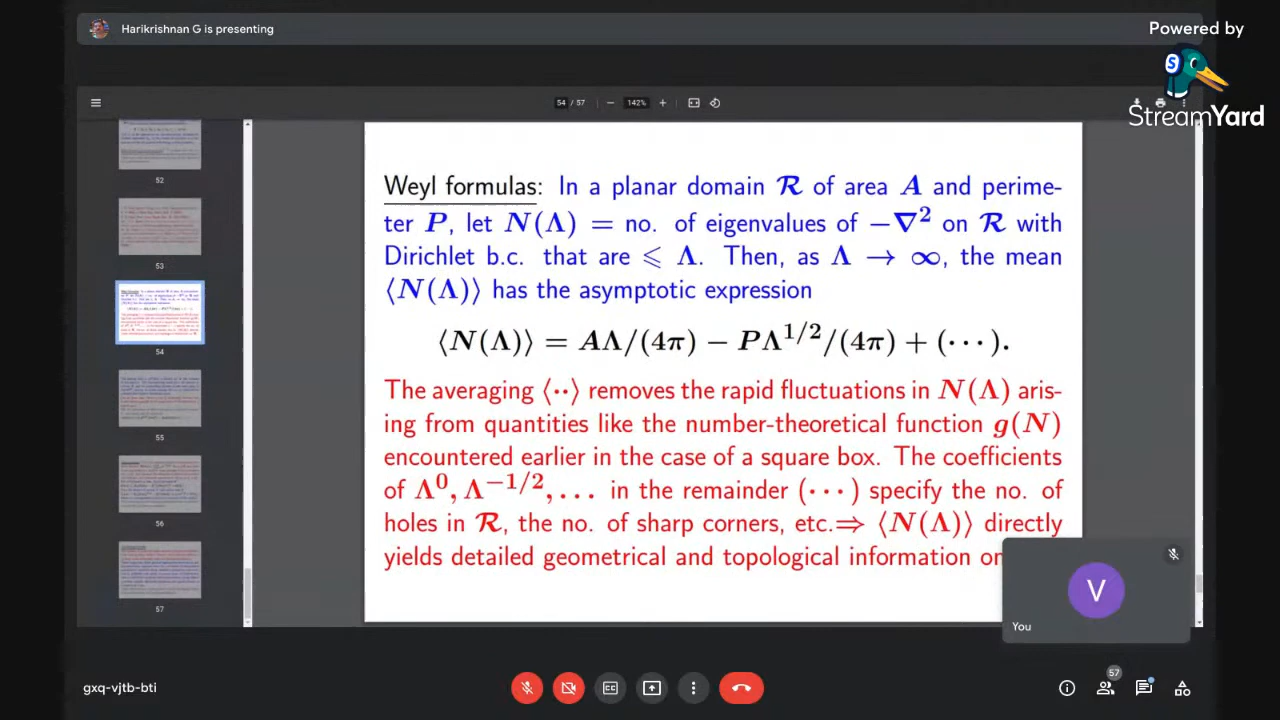 Harikrishnan G is presenting
Powered by
S
StreamYard
54 / 57
142%
52
53
54
55
56
57
Weyl formulas: In a planar domain 𝓡 of area A and perime-
ter P, let N(Λ) = no. of eigenvalues of −∇² on 𝓡 with
Dirichlet b.c. that are ⩽ Λ. Then, as Λ → ∞, the mean
⟨N(Λ)⟩ has the asymptotic expression
⟨N(Λ)⟩ = AΛ/(4π) − PΛ^{1/2}/(4π) + (···).
The averaging ⟨··⟩ removes the rapid fluctuations in N(Λ) aris-
ing from quantities like the number-theoretical function g(N)
encountered earlier in the case of a square box. The coefficients
of Λ⁰, Λ^{−1/2}, . . . in the remainder (···) specify the no. of
holes in 𝓡, the no. of sharp corners, etc.⇒ ⟨N(Λ)⟩ directly
yields detailed geometrical and topological information on
V
You
gxq-vjtb-bti
CC
57